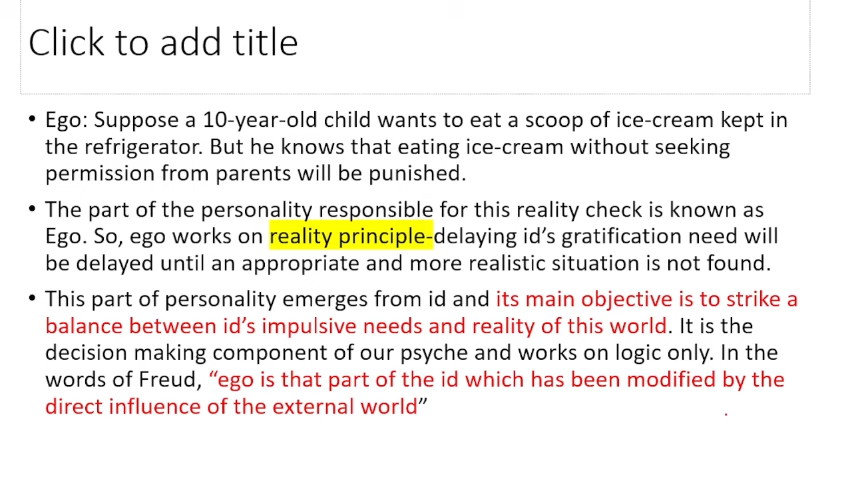 Click to add title
• Ego: Suppose a 10-year-old child wants to eat a scoop of ice-cream kept in
the refrigerator. But he knows that eating ice-cream without seeking
permission from parents will be punished.
• The part of the personality responsible for this reality check is known as
Ego. So, ego works on reality principle-delaying id’s gratification need will
be delayed until an appropriate and more realistic situation is not found.
• This part of personality emerges from id and its main objective is to strike a
balance between id’s impulsive needs and reality of this world. It is the
decision making component of our psyche and works on logic only. In the
words of Freud, “ego is that part of the id which has been modified by the
direct influence of the external world”